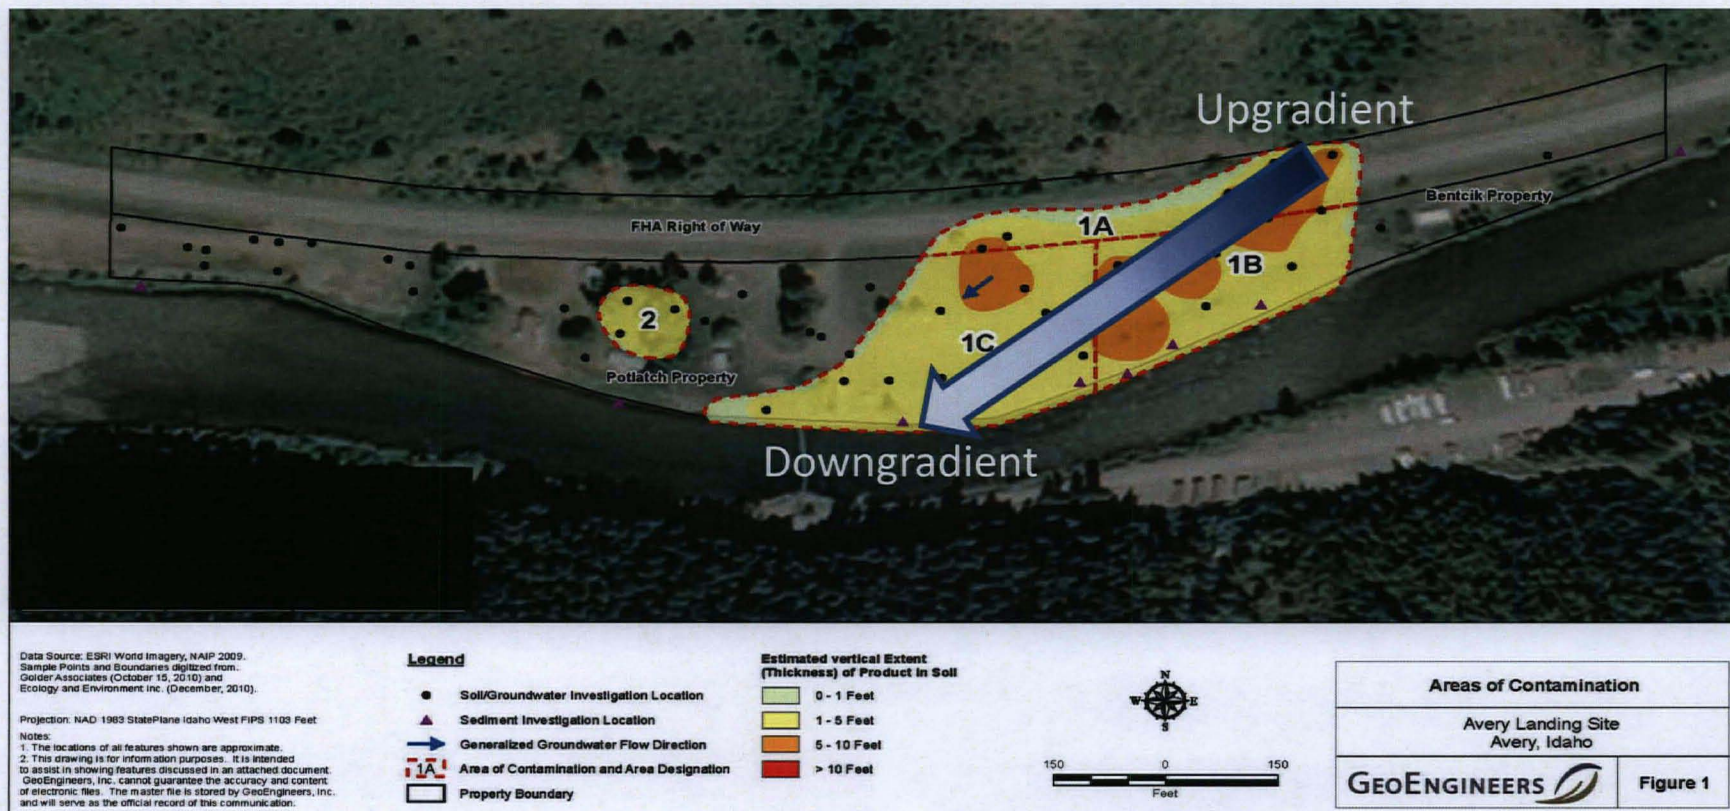 Upgradient
Bentcik Property
1A
FHA Right of Way
1B
2
1C
Potlatch Property
Downgradient
Data Source: ESRI World Imagery, NAIP 2009.
Sample Points and Boundaries digitized from.
Golder Associates (October 15, 2010) and
Ecology and Environment Inc. (December, 2010).
Projection: NAD 1983 StatePlane Idaho West FIPS 1103 Feet
Notes:
1. The locations of all features shown are approximate.
2. This drawing is for information purposes. It is intended
to assist in showing features discussed in an attached document.
GeoEngineers, Inc. cannot guarantee the accuracy and content
of electronic files. The master file is stored by GeoEngineers, Inc.
and will serve as the official record of this communication.
Legend
Soil/Groundwater Investigation Location
Sediment Investigation Location
Generalized Groundwater Flow Direction
1A Area of Contamination and Area Designation
Property Boundary
Estimated vertical Extent
(Thickness) of Product in Soil
0 - 1 Feet
1 - 5 Feet
5 - 10 Feet
> 10 Feet
N
W E
S
150 0 150
Feet
Areas of Contamination
Avery Landing Site
Avery, Idaho
GEOENGINEERS
Figure 1